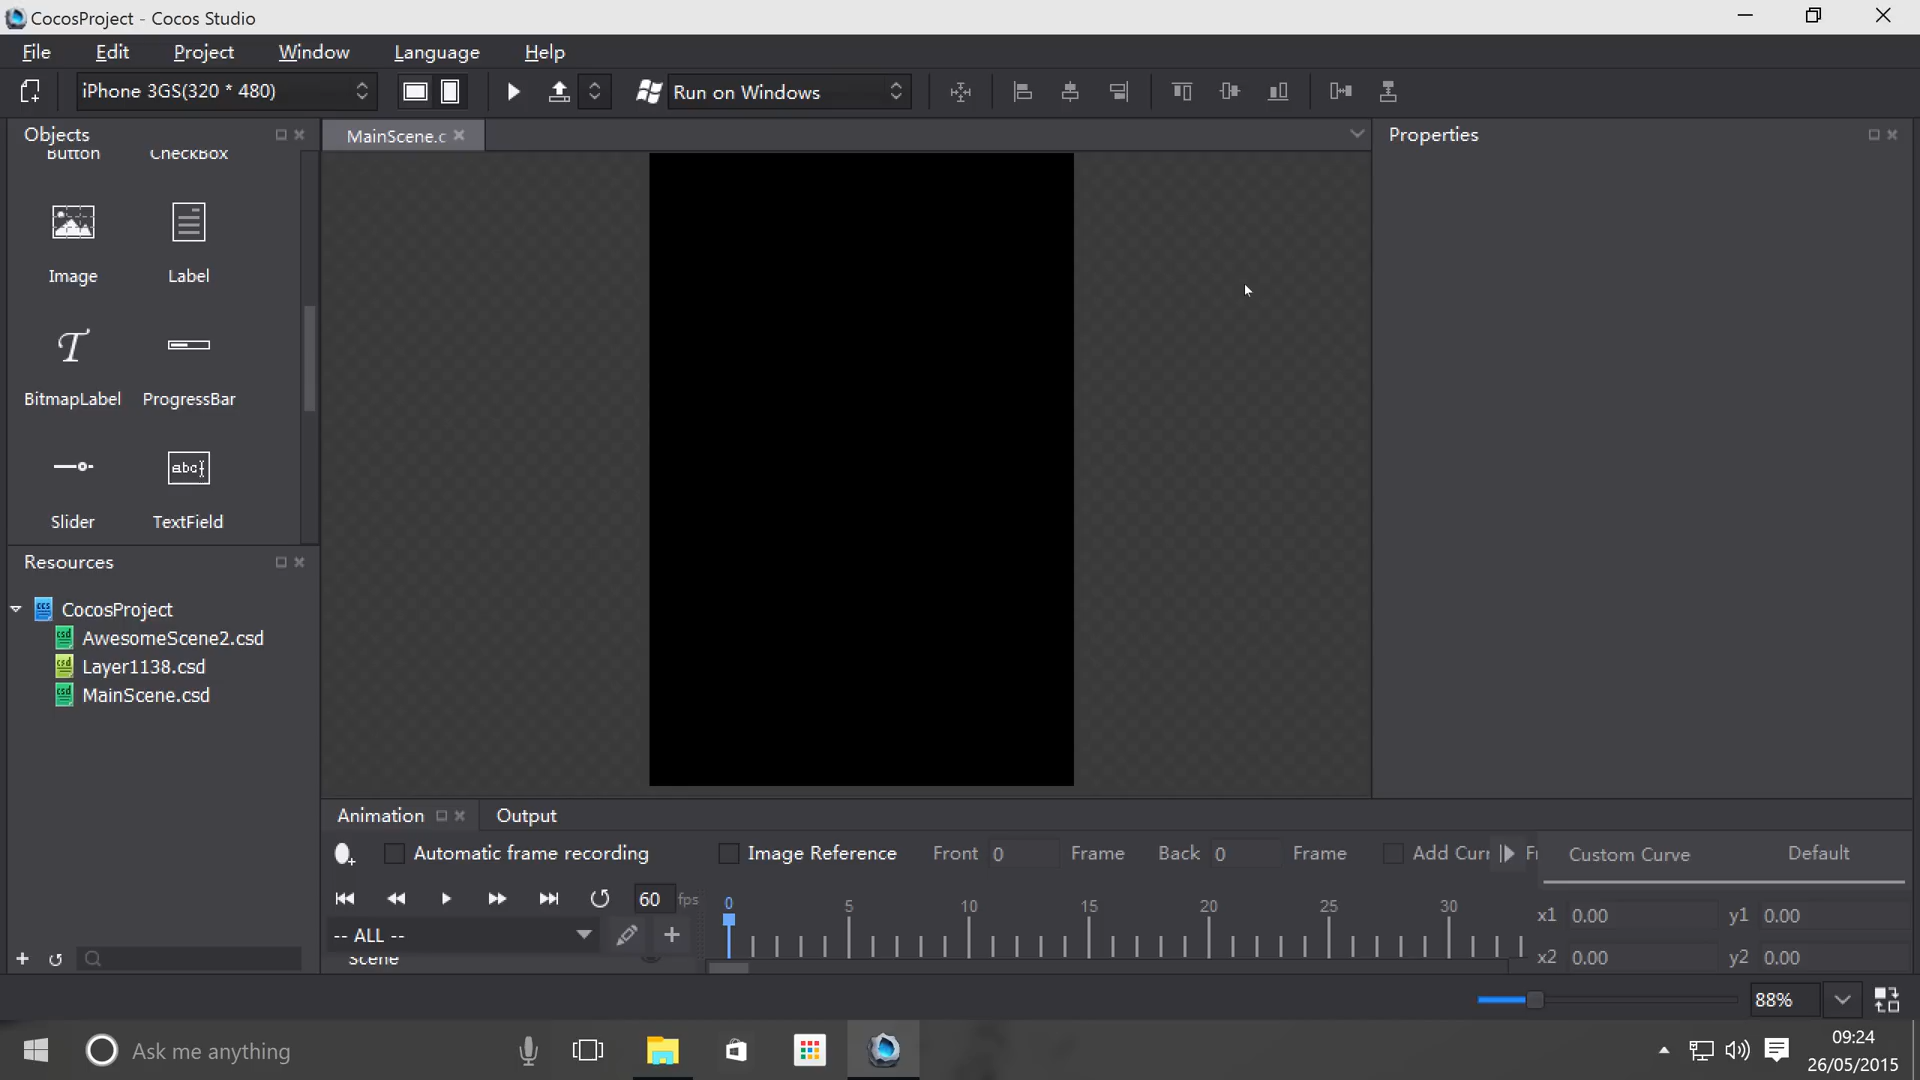 CocosProject - Cocos Studio
File Edit Project Window Language Help
iPhone 3GS(320 * 480)
Run on Windows
Objects
MainScene.c
Properties
Button CheckBox
Image Label
BitmapLabel ProgressBar
abc
Slider TextField
Resources
CocosProject
AwesomeScene2.csd
Layer1138.csd
MainScene.csd
Animation Output
Automatic frame recording Image Reference Front 0 Frame Back 0 Frame Add Curr Fr Custom Curve Default
60 fps 0 5 10 15 20 25 30
x1 0.00 y1 0.00
-- ALL --
Scene
x2 0.00 y2 0.00
88%
Ask me anything
09:24
26/05/2015